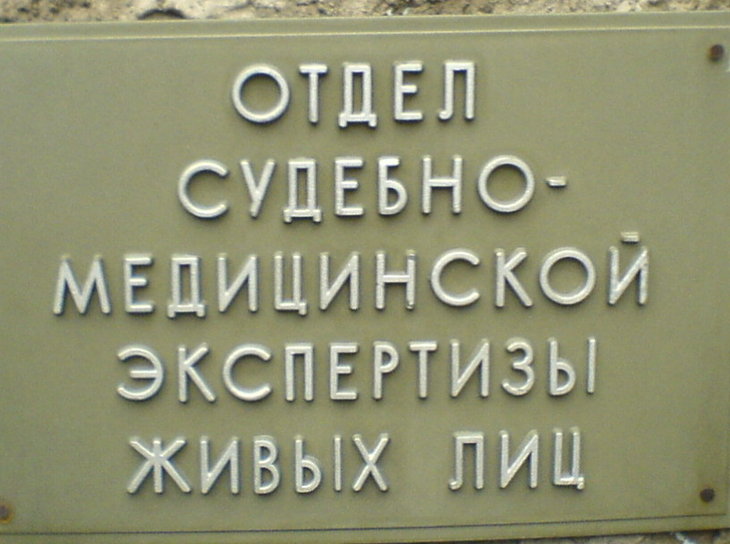 ОТДЕЛ
СУДЕБНО-
МЕДИЦИНСКОЙ
ЭКСПЕРТИЗЫ
ЖИВЫХ ЛИЦ